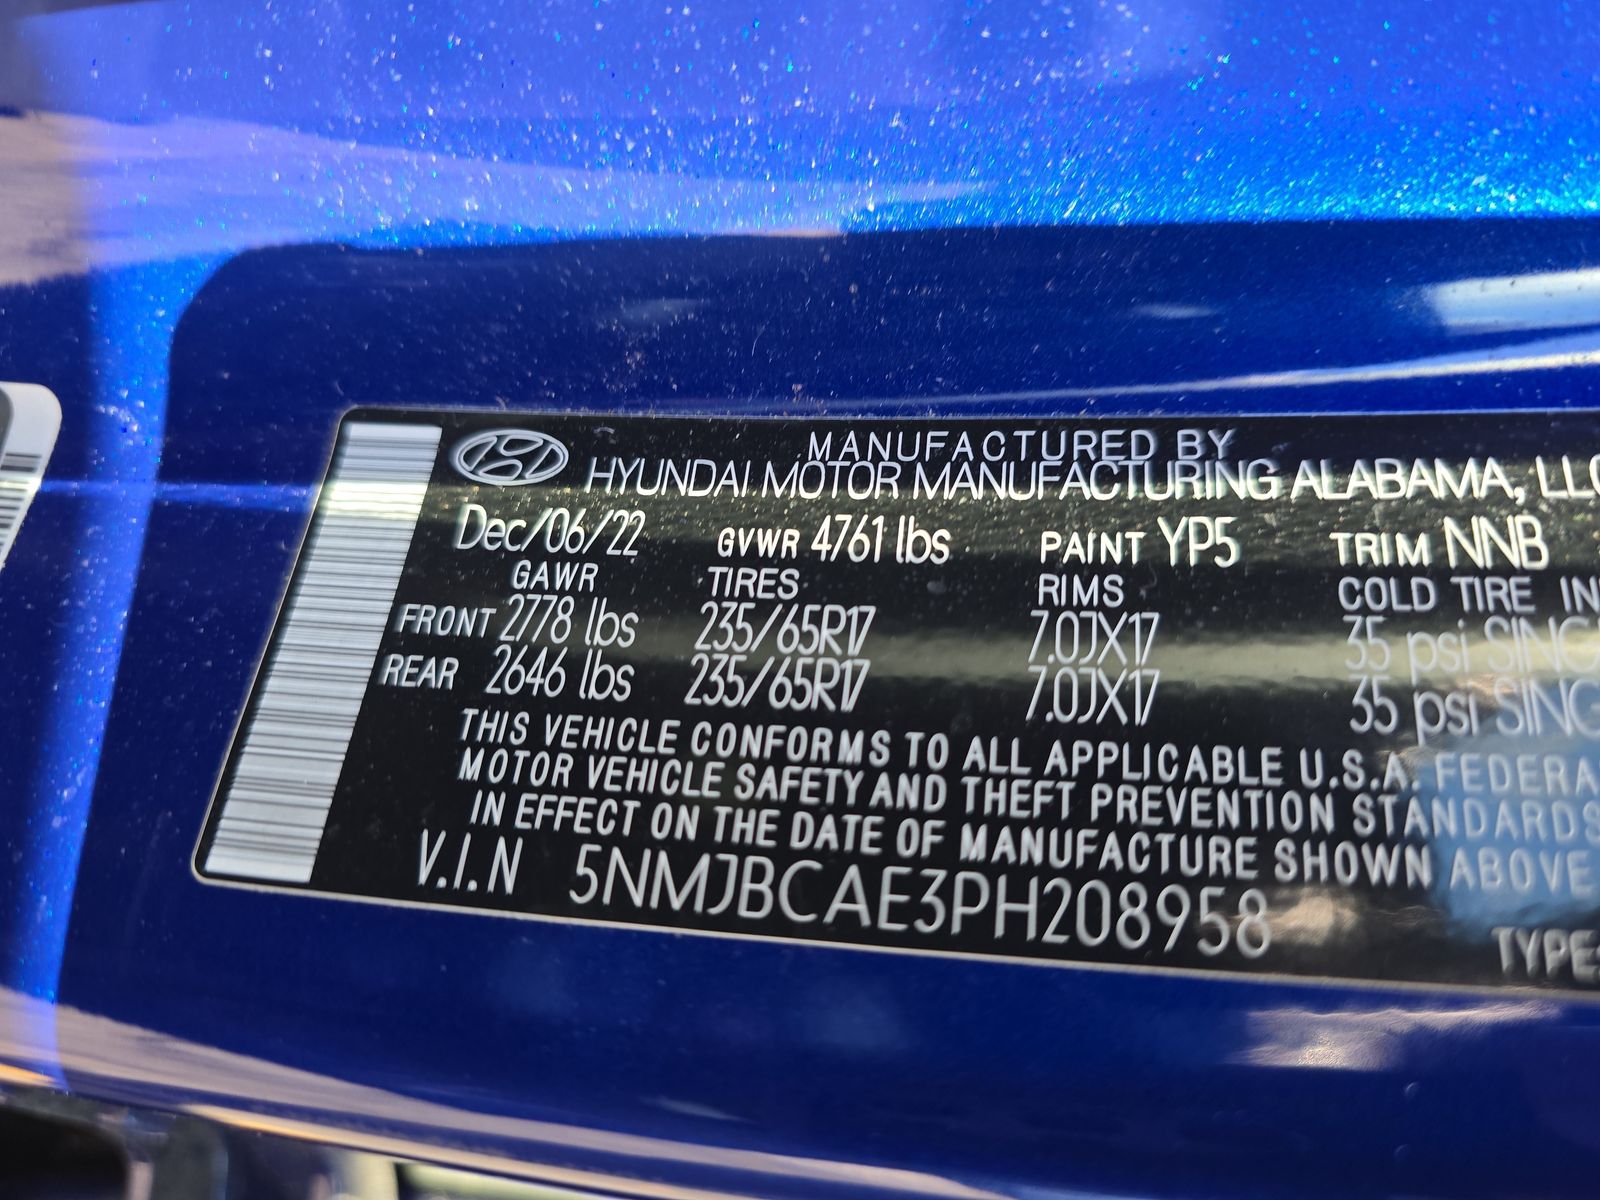 MANUFACTURED BY
HYUNDAI MOTOR MANUFACTURING ALABAMA, LLC
Dec/06/22 GVWR 4761 lbs PAINT YP5 TRIM NNB
GAWR TIRES RIMS COLD TIRE IN
FRONT 2778 lbs 235/65R17 7.0JX17 35 psi SING
REAR 2646 lbs 235/65R17 7.0JX17 35 psi SING
THIS VEHICLE CONFORMS TO ALL APPLICABLE U.S.A. FEDERA
MOTOR VEHICLE SAFETY AND THEFT PREVENTION STANDARDS
IN EFFECT ON THE DATE OF MANUFACTURE SHOWN ABOVE
V.I.N 5NMJBCAE3PH208958
TYPE: